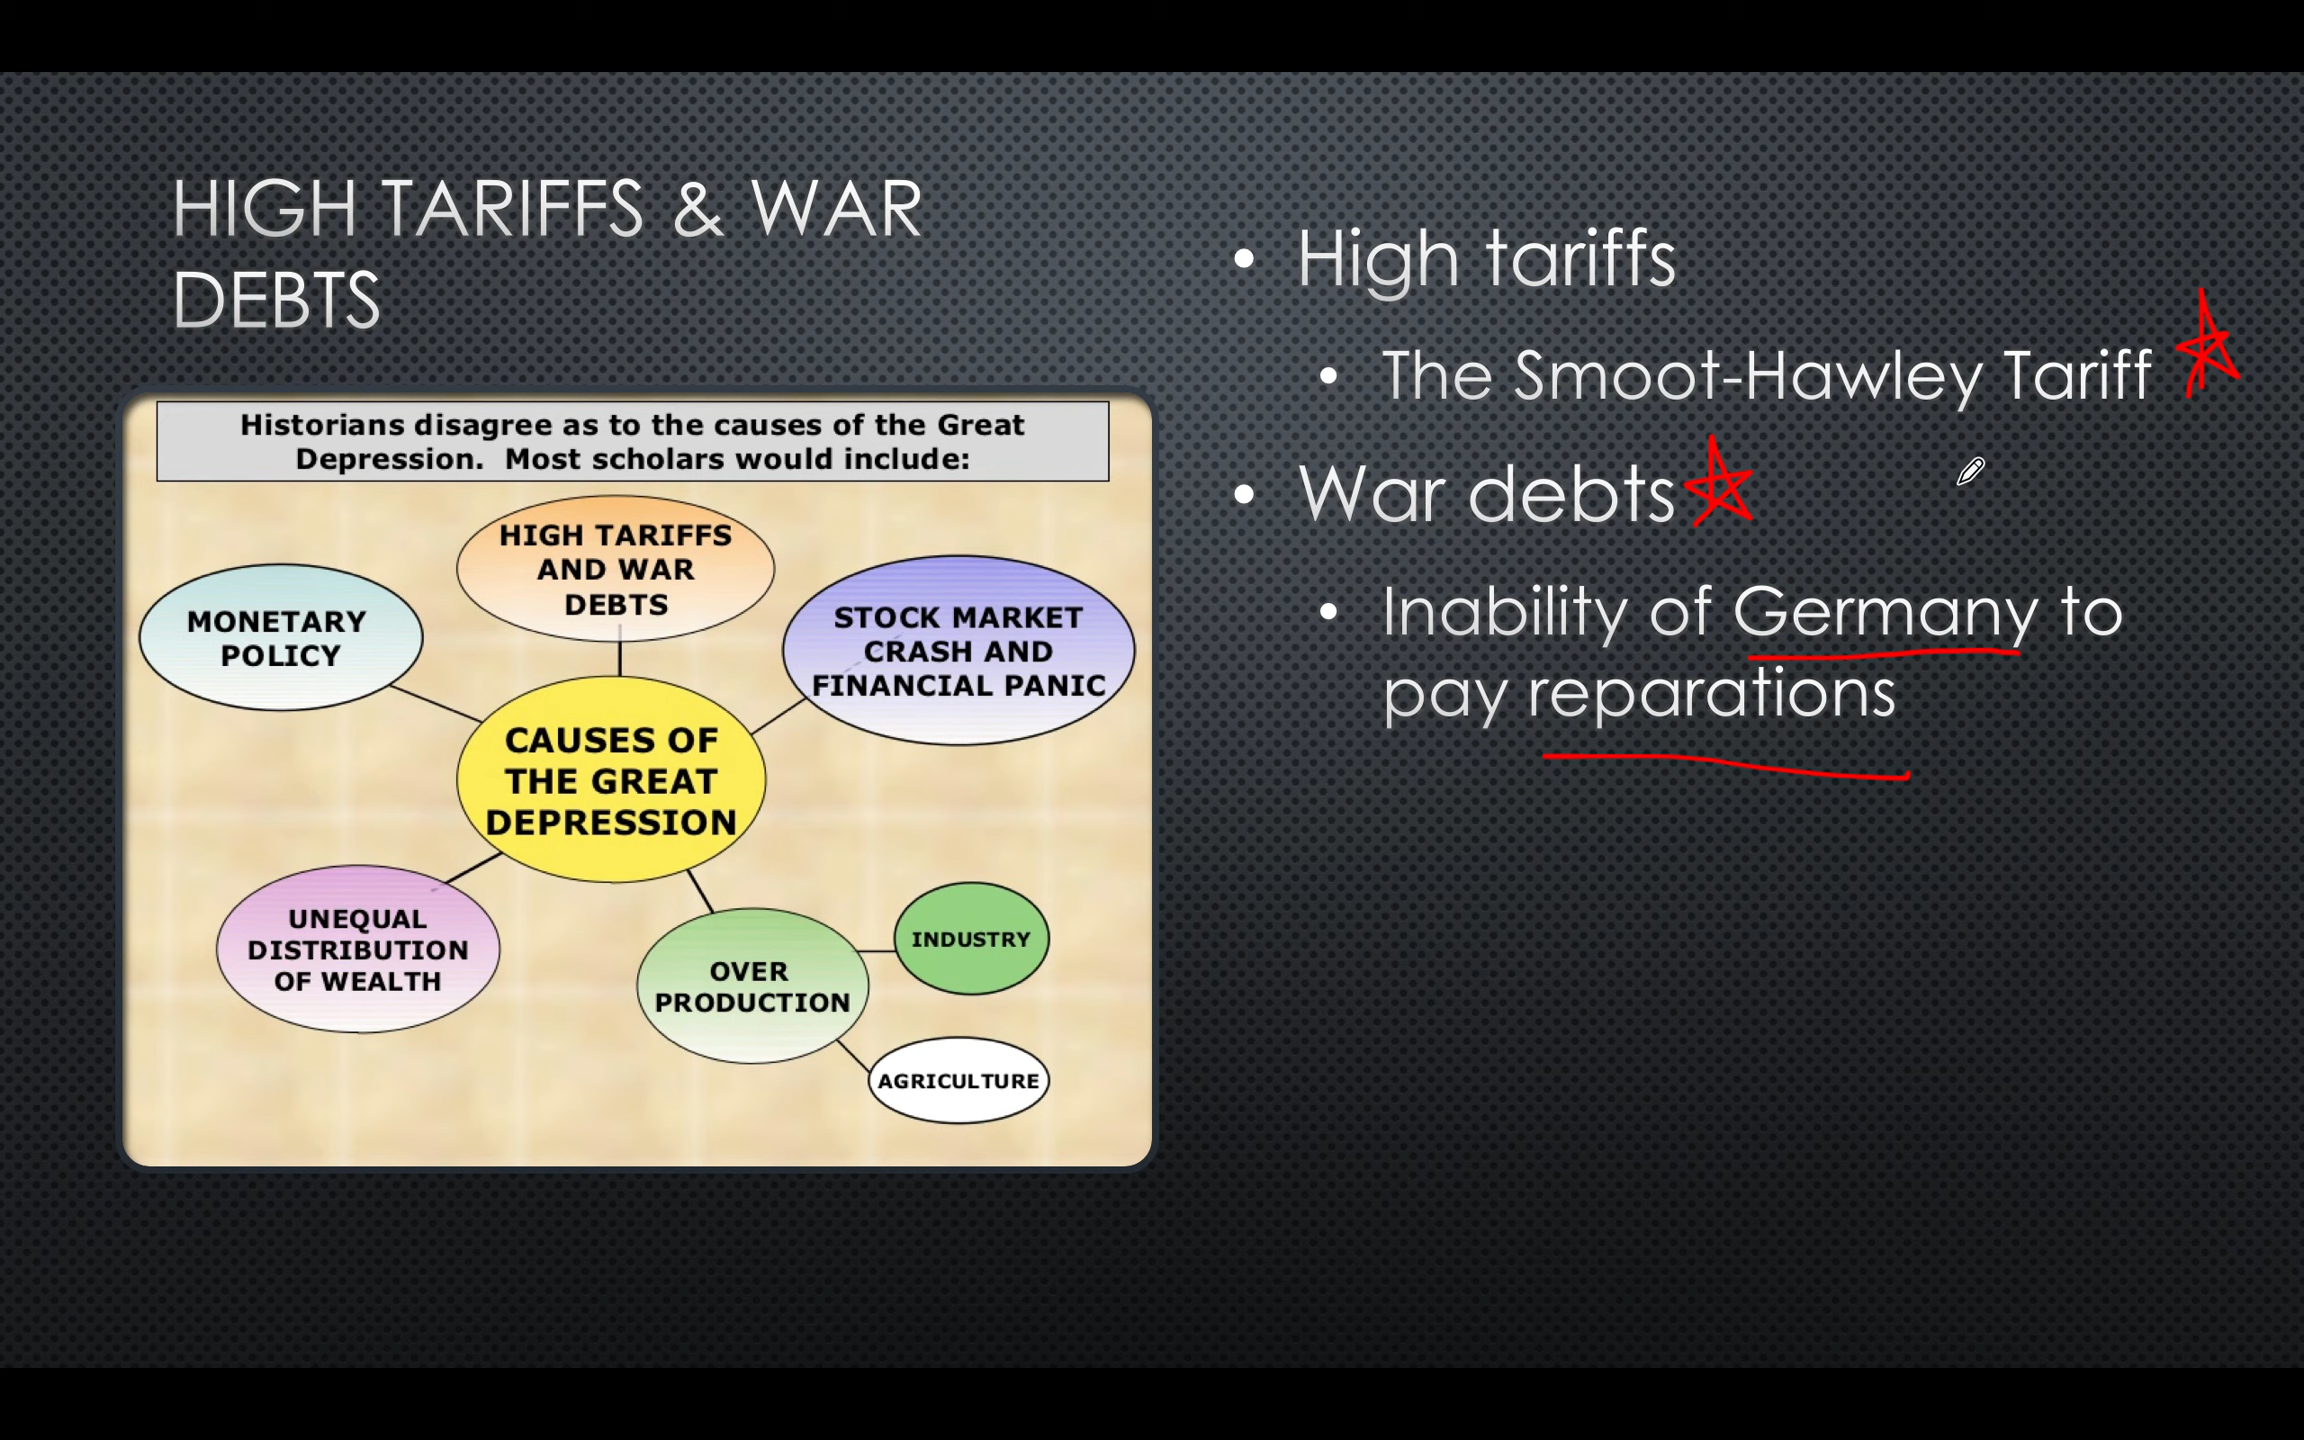 HIGH TARIFFS & WAR
DEBTS
Historians disagree as to the causes of the Great
Depression. Most scholars would include:
HIGH TARIFFS
AND WAR
DEBTS
MONETARY
POLICY
STOCK MARKET
CRASH AND
FINANCIAL PANIC
CAUSES OF
THE GREAT
DEPRESSION
UNEQUAL
DISTRIBUTION
OF WEALTH
OVER
PRODUCTION
INDUSTRY
AGRICULTURE
• High tariffs
• The Smoot-Hawley Tariff
• War debts
• Inability of Germany to
pay reparations